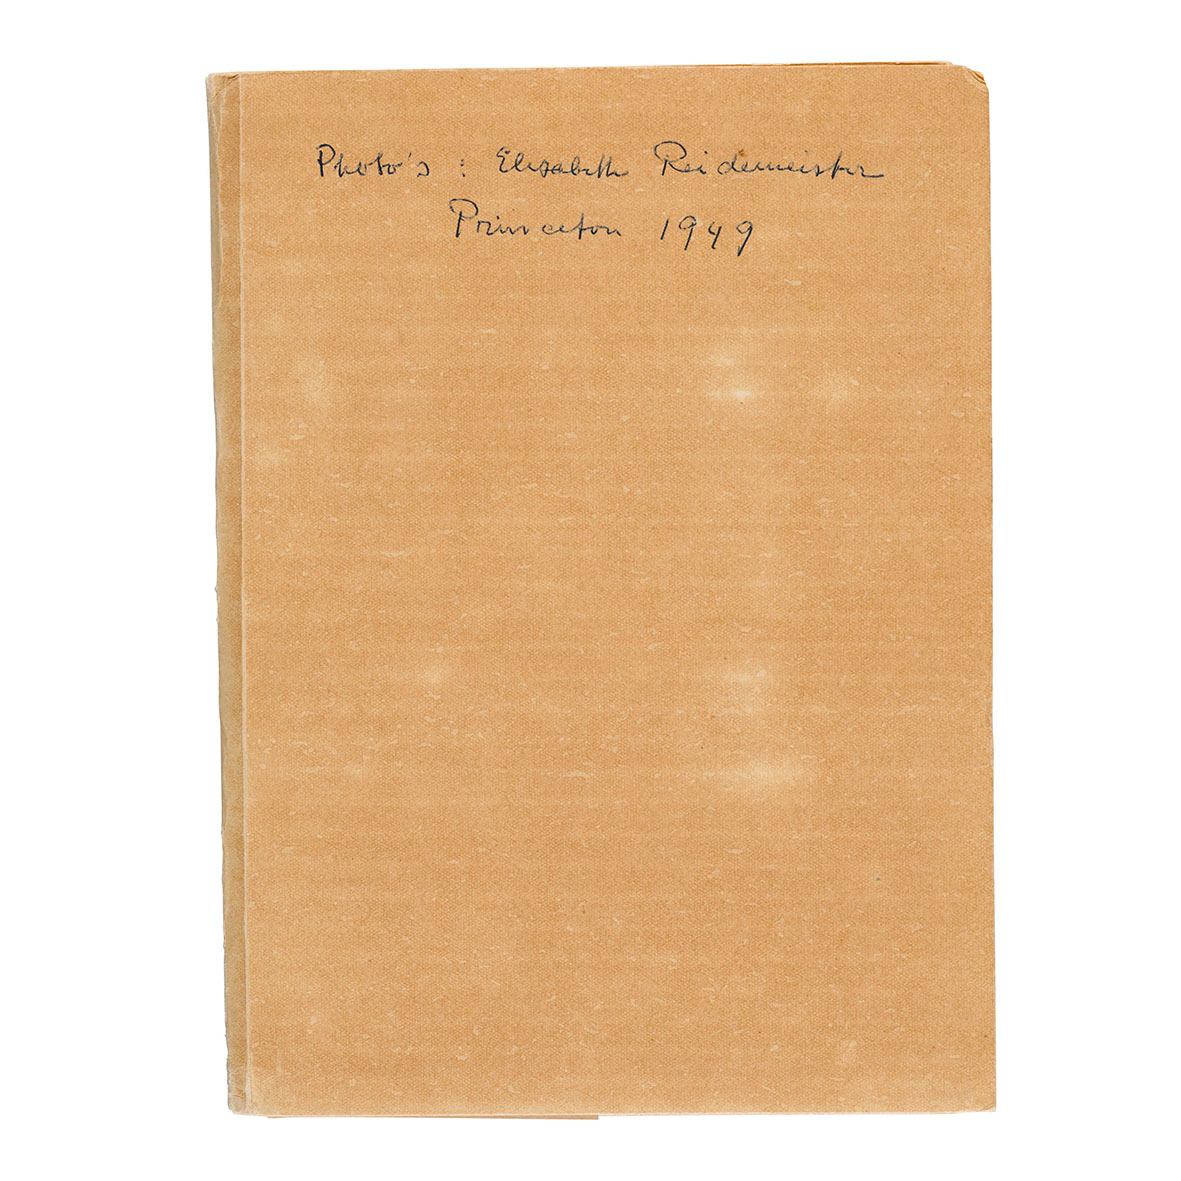 Photo's : Elisabeth Reidemeister
Princeton 1949